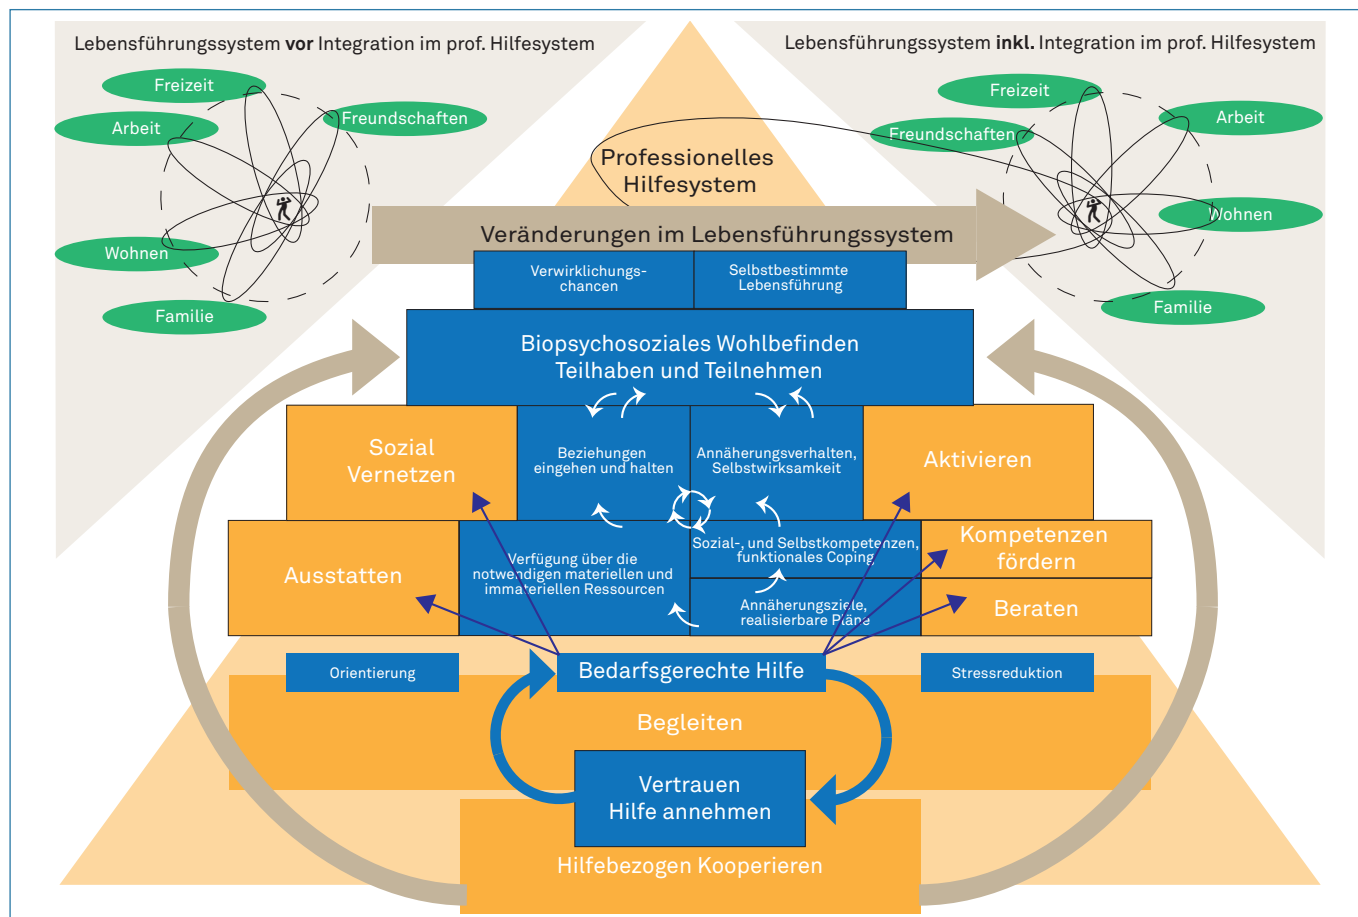 Lebensführungssystem vor Integration im prof. Hilfesystem
Freizeit
Arbeit
Freundschaften
Wohnen
Familie
Lebensführungssystem inkl. Integration im prof. Hilfesystem
Freizeit
Arbeit
Freundschaften
Wohnen
Familie
Professionelles
Hilfesystem
Veränderungen im Lebensführungssystem
Verwirklichungs-
chancen
Selbstbestimmte
Lebensführung
Biopsychosoziales Wohlbefinden
Teilhaben und Teilnehmen
Sozial
Vernetzen
Beziehungen
eingehen und halten
Annäherungsverhalten,
Selbstwirksamkeit
Aktivieren
Ausstatten
Verfügung über die
notwendigen materiellen und
immateriellen Ressourcen
Sozial-, und Selbstkompetenzen,
funktionales Coping
Kompetenzen
fördern
Annäherungsziele,
realisierbare Pläne
Beraten
Orientierung
Bedarfsgerechte Hilfe
Stressreduktion
Begleiten
Vertrauen
Hilfe annehmen
Hilfebezogen Kooperieren